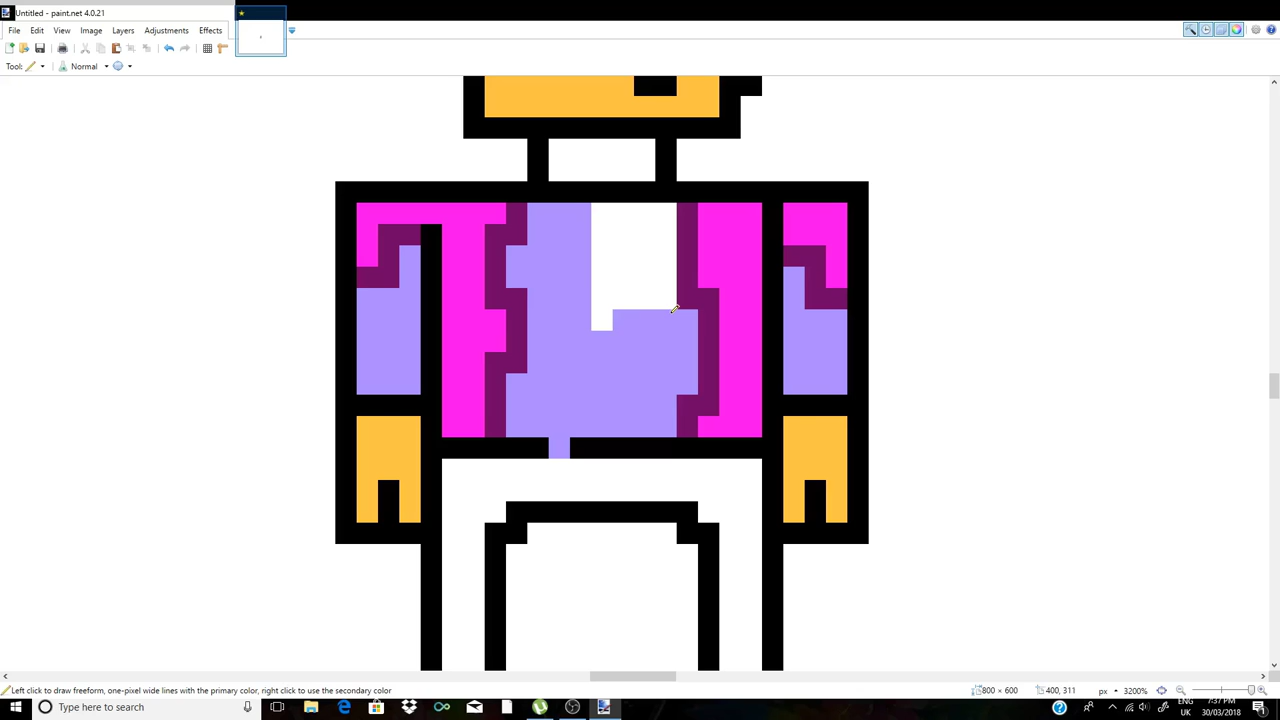 Untitled - paint.net 4.0.21
File Edit View Image Layers Adjustments Effects
Tool: Normal
Left click to draw freeform, one-pixel wide lines with the primary color, right click to use the secondary color 800 × 600 400, 311 px 3200%
Type here to search ENG 7:37 PM
UK 30/03/2018